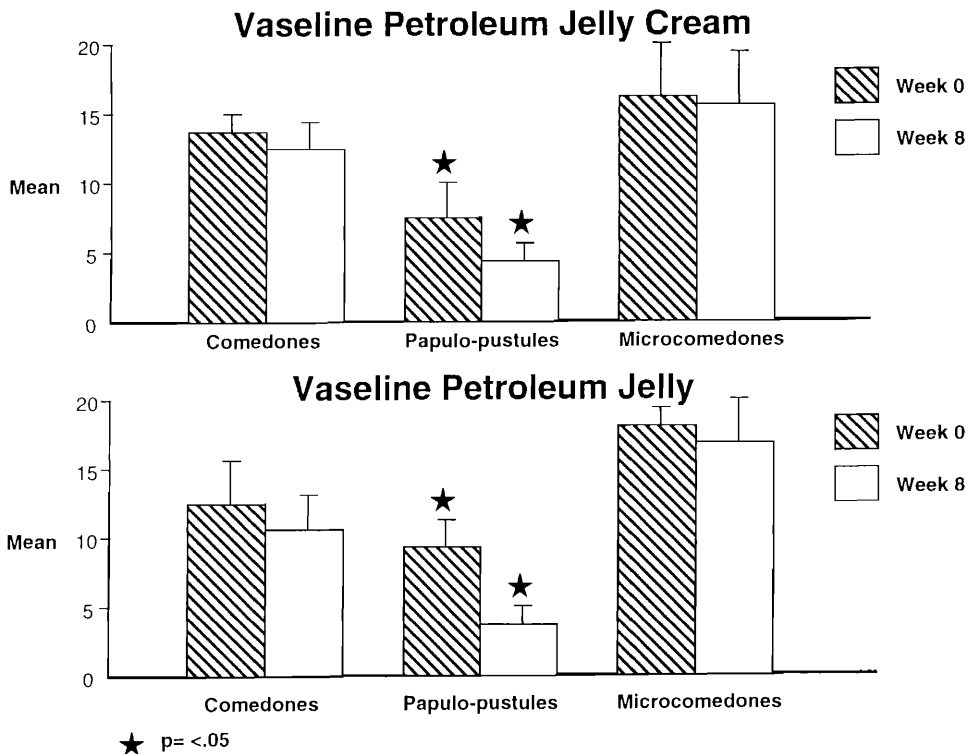 Vaseline Petroleum Jelly Cream
20
15
10
5
0
Mean
Week 0
Week 8
Comedones Papulo-pustules Microcomedones
Vaseline Petroleum Jelly
20
15
10
5
0
Mean
Week 0
Week 8
Comedones Papulo-pustules Microcomedones
★ p= <.05